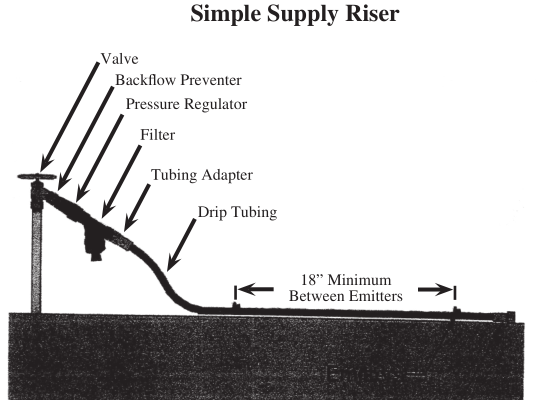 Simple Supply Riser
Valve
Backflow Preventer
Pressure Regulator
Filter
Tubing Adapter
Drip Tubing
18” Minimum
Between Emitters